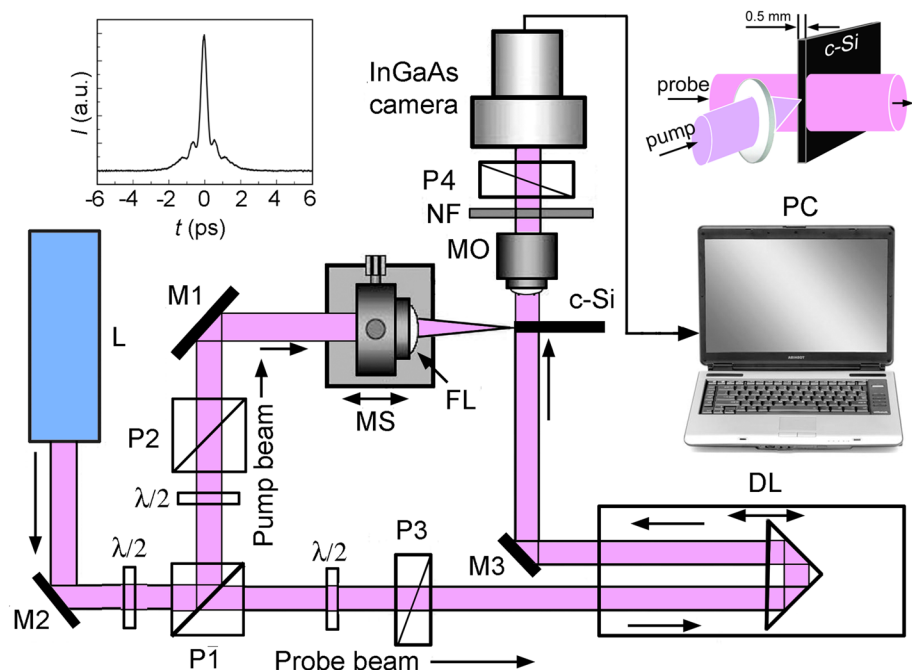 I (a.u.)
-6 -4 -2 0 2 4 6
t (ps)
InGaAs
camera
0.5 mm
c-Si
probe
pump
P4
NF
MO
PC
M1
c-Si
L
FL
MS
P2
Pump beam
λ/2
DL
P3
λ/2
λ/2
M3
M2
P1
Probe beam